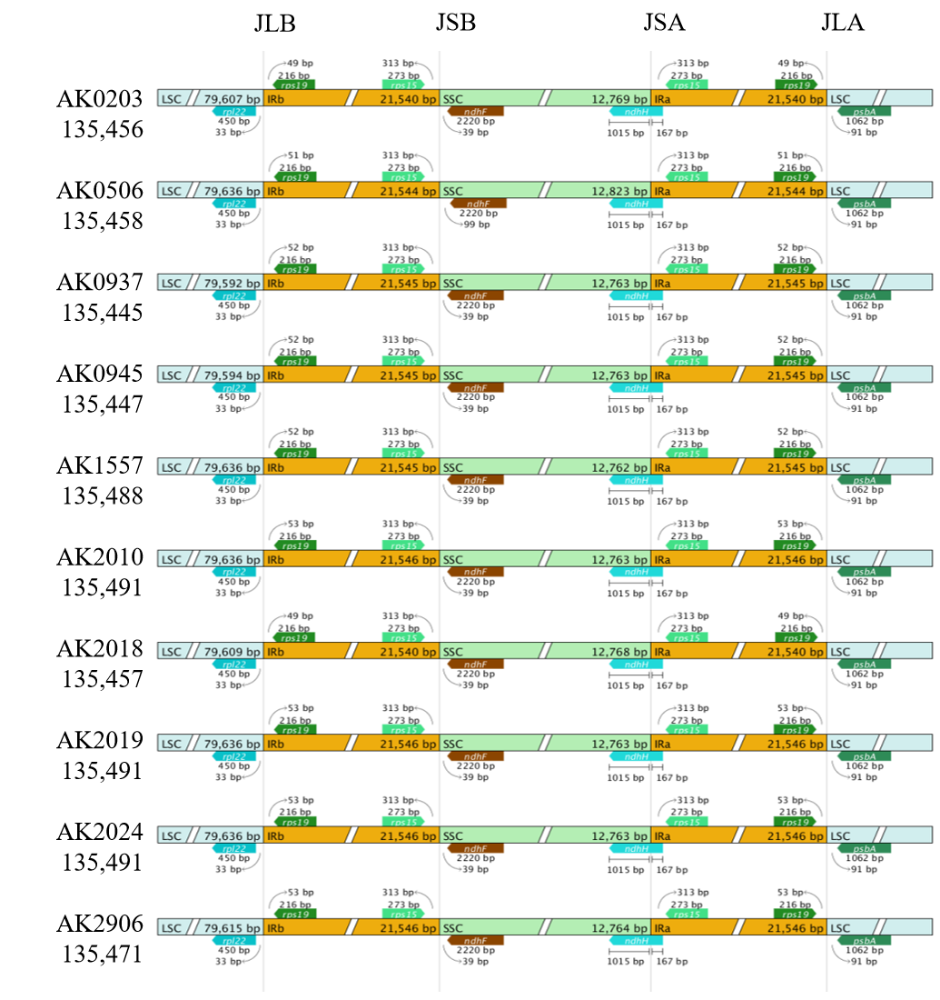 JLB JSB JSA JLA
49 bp 313 bp 313 bp 49 bp
216 bp 273 bp 273 bp 216 bp
rps19 rps15 rps15 rps19
AK0203 LSC 79,607 bp IRb 21,540 bp SSC 12,769 bp IRa 21,540 bp LSC
rpl22 ndhF ndhH psbA
135,456 450 bp 2220 bp 1015 bp 167 bp 1062 bp
33 bp 39 bp 91 bp
51 bp 313 bp 313 bp 51 bp
216 bp 273 bp 273 bp 216 bp
rps19 rps15 rps15 rps19
AK0506 LSC 79,636 bp IRb 21,544 bp SSC 12,823 bp IRa 21,544 bp LSC
rpl22 ndhF ndhH psbA
135,458 450 bp 2220 bp 1015 bp 167 bp 1062 bp
33 bp 99 bp 91 bp
52 bp 313 bp 313 bp 52 bp
216 bp 273 bp 273 bp 216 bp
rps19 rps15 rps15 rps19
AK0937 LSC 79,592 bp IRb 21,545 bp SSC 12,763 bp IRa 21,545 bp LSC
rpl22 ndhF ndhH psbA
135,445 450 bp 2220 bp 1015 bp 167 bp 1062 bp
33 bp 39 bp 91 bp
52 bp 313 bp 313 bp 52 bp
216 bp 273 bp 273 bp 216 bp
rps19 rps15 rps15 rps19
AK0945 LSC 79,594 bp IRb 21,545 bp SSC 12,763 bp IRa 21,545 bp LSC
rpl22 ndhF ndhH psbA
135,447 450 bp 2220 bp 1015 bp 167 bp 1062 bp
33 bp 39 bp 91 bp
52 bp 313 bp 313 bp 52 bp
216 bp 273 bp 273 bp 216 bp
rps19 rps15 rps15 rps19
AK1557 LSC 79,636 bp IRb 21,545 bp SSC 12,762 bp IRa 21,545 bp LSC
rpl22 ndhF ndhH psbA
135,488 450 bp 2220 bp 1015 bp 167 bp 1062 bp
33 bp 39 bp 91 bp
53 bp 313 bp 313 bp 53 bp
216 bp 273 bp 273 bp 216 bp
rps19 rps15 rps15 rps19
AK2010 LSC 79,636 bp IRb 21,546 bp SSC 12,763 bp IRa 21,546 bp LSC
rpl22 ndhF ndhH psbA
135,491 450 bp 2220 bp 1015 bp 167 bp 1062 bp
33 bp 39 bp 91 bp
49 bp 313 bp 313 bp 49 bp
216 bp 273 bp 273 bp 216 bp
rps19 rps15 rps15 rps19
AK2018 LSC 79,609 bp IRb 21,540 bp SSC 12,768 bp IRa 21,540 bp LSC
rpl22 ndhF ndhH psbA
135,457 450 bp 2220 bp 1015 bp 167 bp 1062 bp
33 bp 39 bp 91 bp
53 bp 313 bp 313 bp 53 bp
216 bp 273 bp 273 bp 216 bp
rps19 rps15 rps15 rps19
AK2019 LSC 79,636 bp IRb 21,546 bp SSC 12,763 bp IRa 21,546 bp LSC
rpl22 ndhF ndhH psbA
135,491 450 bp 2220 bp 1015 bp 167 bp 1062 bp
33 bp 39 bp 91 bp
53 bp 313 bp 313 bp 53 bp
216 bp 273 bp 273 bp 216 bp
rps19 rps15 rps15 rps19
AK2024 LSC 79,636 bp IRb 21,546 bp SSC 12,763 bp IRa 21,546 bp LSC
rpl22 ndhF ndhH psbA
135,491 450 bp 2220 bp 1015 bp 167 bp 1062 bp
33 bp 39 bp 91 bp
53 bp 313 bp 313 bp 53 bp
216 bp 273 bp 273 bp 216 bp
rps19 rps15 rps15 rps19
AK2906 LSC 79,615 bp IRb 21,546 bp SSC 12,764 bp IRa 21,546 bp LSC
rpl22 ndhF ndhH psbA
135,471 450 bp 2220 bp 1015 bp 167 bp 1062 bp
33 bp 39 bp 91 bp